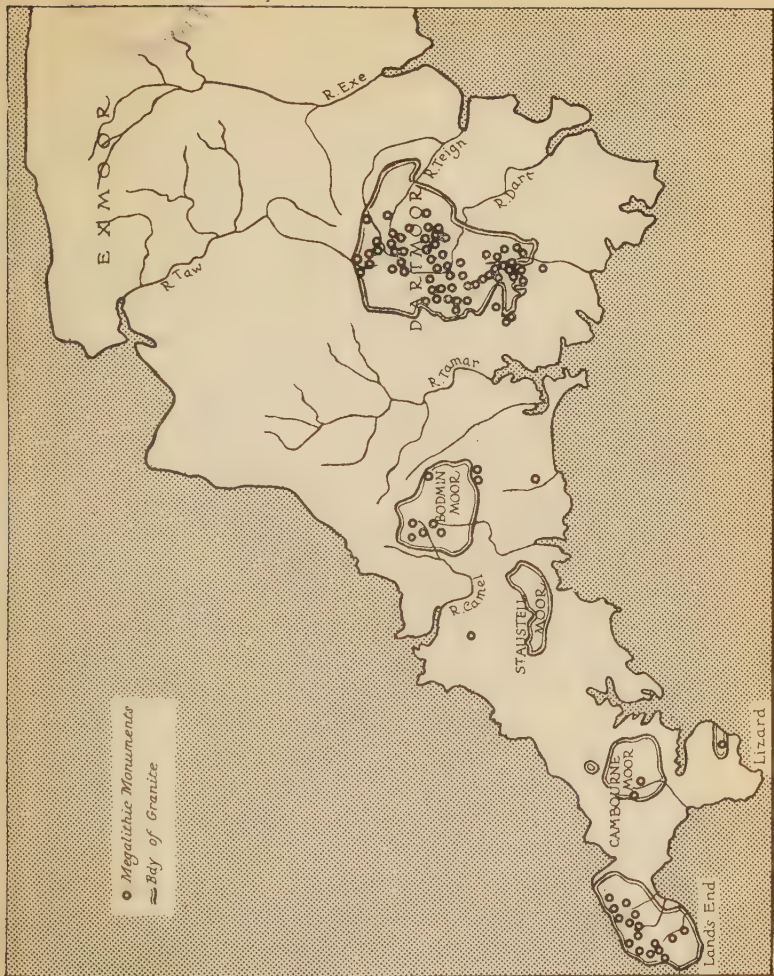 EXMOOR
R. Exe
R. Taw
R. Teign
DARTMOOR
R. Dart
R. Tamar
BODMIN
MOOR
R. Camel
ST AUSTELL
MOOR
CAMBOURNE
MOOR
Lizard
Lands End
Megalithic Monuments
Bdy of Granite